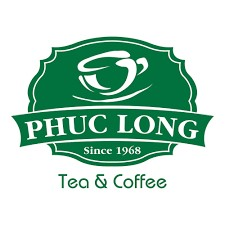 PHUC LONG
Since 1968
Tea & Coffee